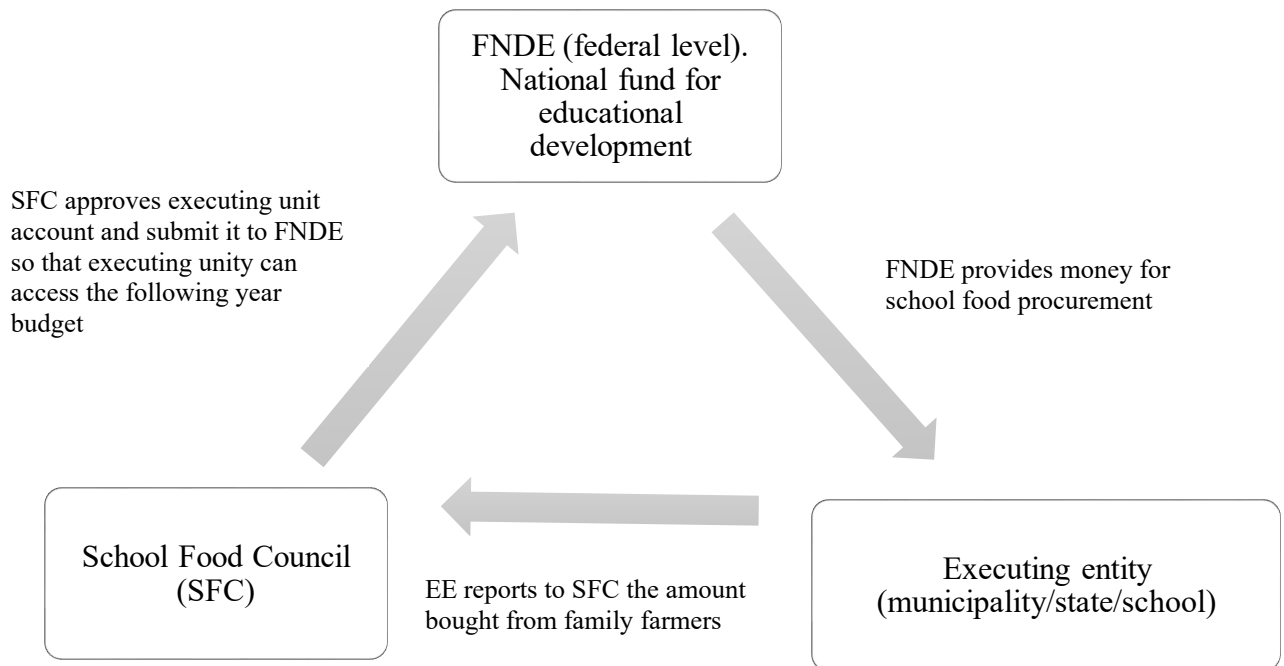 FNDE (federal level).
National fund for
educational
development
SFC approves executing unit
account and submit it to FNDE
so that executing unity can
access the following year
budget
FNDE provides money for
school food procurement
School Food Council
(SFC)
EE reports to SFC the amount
bought from family farmers
Executing entity
(municipality/state/school)